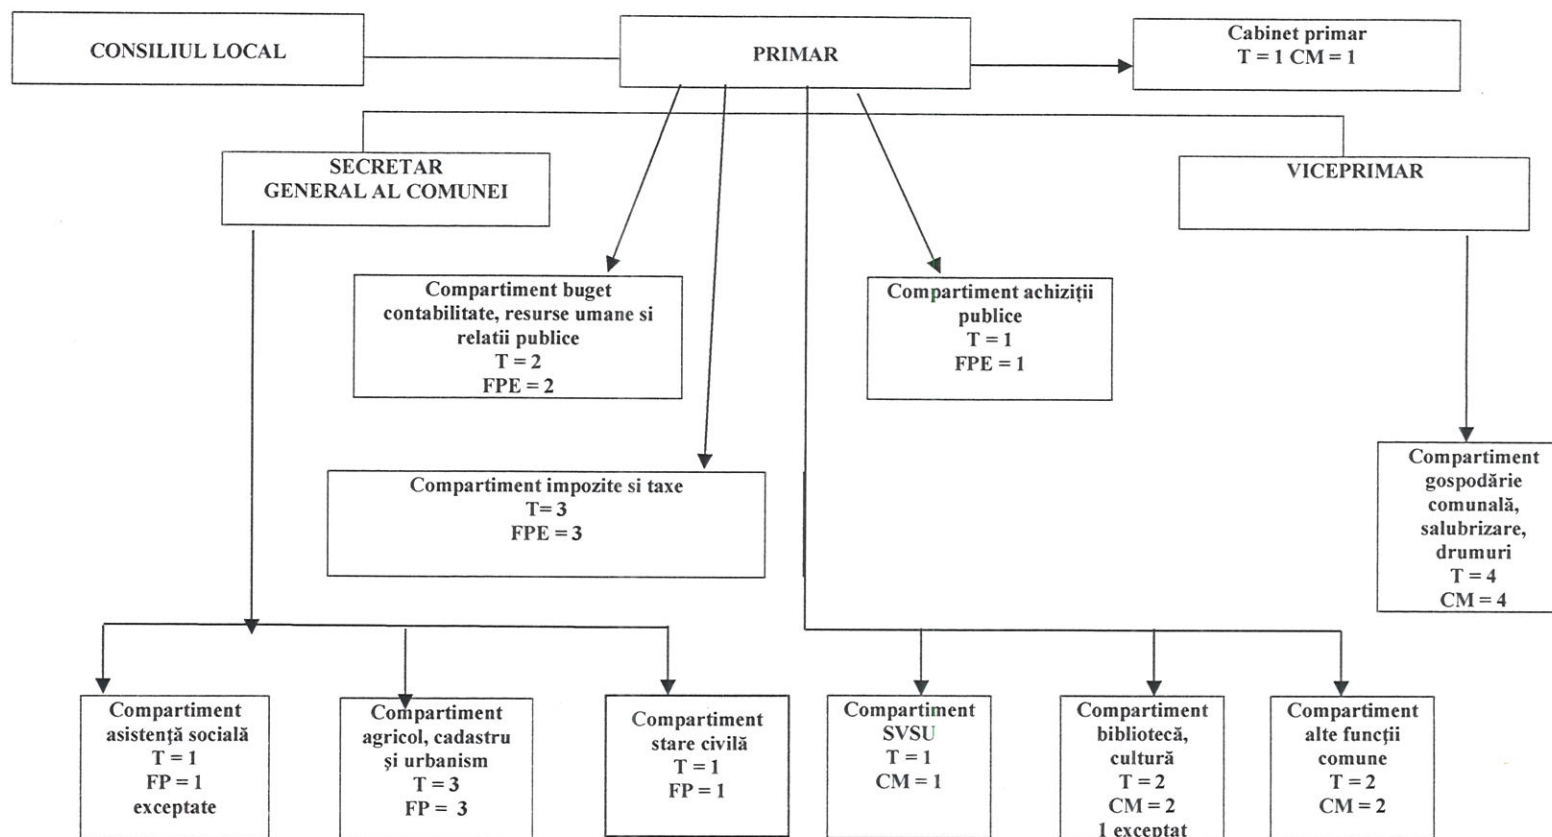 CONSILIUL LOCAL
PRIMAR
Cabinet primar
T = 1 CM = 1
SECRETAR
GENERAL AL COMUNEI
VICEPRIMAR
Compartiment buget
contabilitate, resurse umane si
relatii publice
T = 2
FPE = 2
Compartiment achiziții
publice
T = 1
FPE = 1
Compartiment impozite si taxe
T= 3
FPE = 3
Compartiment
gospodărie
comunală,
salubrizare,
drumuri
T = 4
CM = 4
Compartiment
asistenţă socială
T = 1
FP = 1
exceptate
Compartiment
agricol, cadastru
şi urbanism
T = 3
FP = 3
Compartiment
stare civilă
T = 1
FP = 1
Compartiment
SVSU
T = 1
CM = 1
Compartiment
bibliotecă,
cultură
T = 2
CM = 2
1 exceptat
Compartiment
alte funcții
comune
T = 2
CM = 2